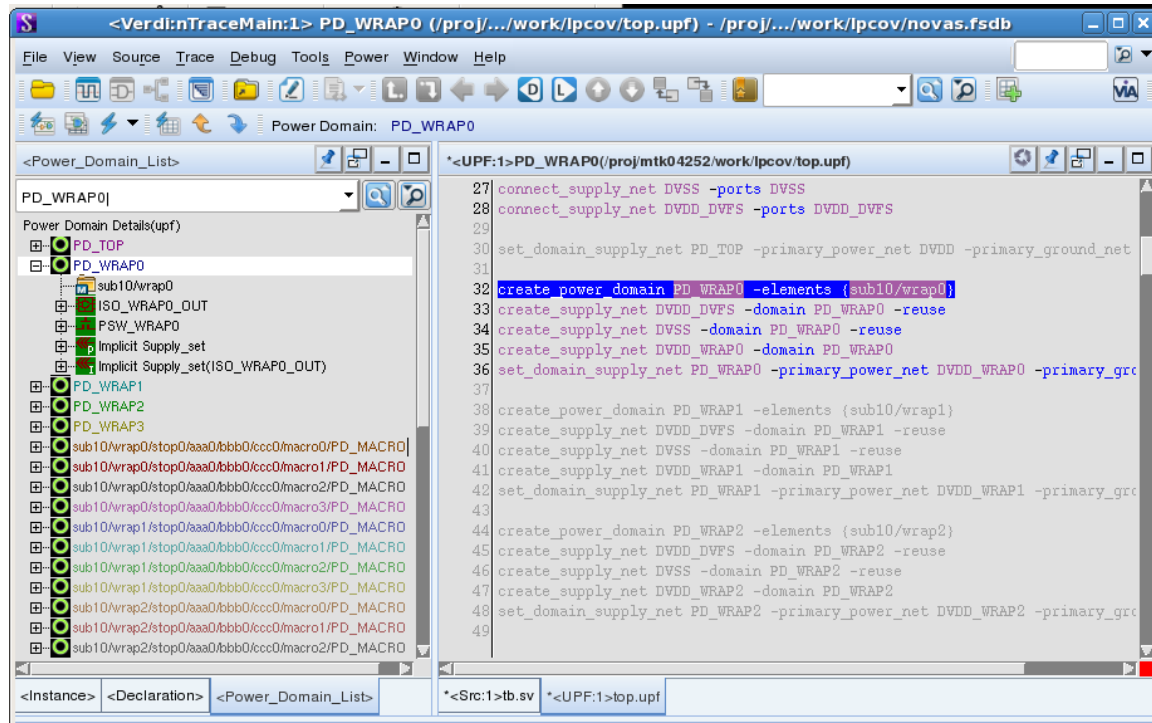 <Verdi:nTraceMain:1> PD_WRAP0 (/proj/.../work/lpcov/top.upf) - /proj/.../work/lpcov/novas.fsdb
File View Source Trace Debug Tools Power Window Help
VIA
Power Domain: PD_WRAP0
<Power_Domain_List>
PD_WRAP0
Power Domain Details(upf)
PD_TOP
PD_WRAP0
sub10/wrap0
ISO_WRAP0_OUT
PSW_WRAP0
Implicit Supply_set
Implicit Supply_set(ISO_WRAP0_OUT)
PD_WRAP1
PD_WRAP2
PD_WRAP3
sub10/wrap0/stop0/aaa0/bbb0/ccc0/macro0/PD_MACRO
sub10/wrap0/stop0/aaa0/bbb0/ccc0/macro1/PD_MACRO
sub10/wrap0/stop0/aaa0/bbb0/ccc0/macro2/PD_MACRO
sub10/wrap0/stop0/aaa0/bbb0/ccc0/macro3/PD_MACRO
sub10/wrap1/stop0/aaa0/bbb0/ccc0/macro0/PD_MACRO
sub10/wrap1/stop0/aaa0/bbb0/ccc0/macro1/PD_MACRO
sub10/wrap1/stop0/aaa0/bbb0/ccc0/macro2/PD_MACRO
sub10/wrap1/stop0/aaa0/bbb0/ccc0/macro3/PD_MACRO
sub10/wrap2/stop0/aaa0/bbb0/ccc0/macro0/PD_MACRO
sub10/wrap2/stop0/aaa0/bbb0/ccc0/macro1/PD_MACRO
sub10/wrap2/stop0/aaa0/bbb0/ccc0/macro2/PD_MACRO
<Instance> <Declaration> <Power_Domain_List>
*<UPF:1>PD_WRAP0(/proj/mtk04252/work/lpcov/top.upf)
27 connect_supply_net DVSS -ports DVSS
28 connect_supply_net DVDD_DVFS -ports DVDD_DVFS
29
30 set_domain_supply_net PD_TOP -primary_power_net DVDD -primary_ground_net
31
32 create_power_domain PD_WRAP0 -elements {sub10/wrap0}
33 create_supply_net DVDD_DVFS -domain PD_WRAP0 -reuse
34 create_supply_net DVSS -domain PD_WRAP0 -reuse
35 create_supply_net DVDD_WRAP0 -domain PD_WRAP0
36 set_domain_supply_net PD_WRAP0 -primary_power_net DVDD_WRAP0 -primary_gro
37
38 create_power_domain PD_WRAP1 -elements {sub10/wrap1}
39 create_supply_net DVDD_DVFS -domain PD_WRAP1 -reuse
40 create_supply_net DVSS -domain PD_WRAP1 -reuse
41 create_supply_net DVDD_WRAP1 -domain PD_WRAP1
42 set_domain_supply_net PD_WRAP1 -primary_power_net DVDD_WRAP1 -primary_gro
43
44 create_power_domain PD_WRAP2 -elements {sub10/wrap2}
45 create_supply_net DVDD_DVFS -domain PD_WRAP2 -reuse
46 create_supply_net DVSS -domain PD_WRAP2 -reuse
47 create_supply_net DVDD_WRAP2 -domain PD_WRAP2
48 set_domain_supply_net PD_WRAP2 -primary_power_net DVDD_WRAP2 -primary_gro
49
*<Src:1>tb.sv *<UPF:1>top.upf